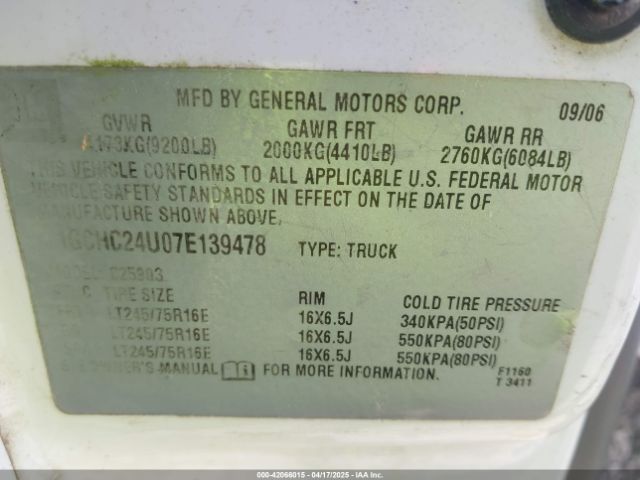 MFD BY GENERAL MOTORS CORP. 09/06
GVWR GAWR FRT GAWR RR
4173KG(9200LB) 2000KG(4410LB) 2760KG(6084LB)
THIS VEHICLE CONFORMS TO ALL APPLICABLE U.S. FEDERAL MOTOR
VEHICLE SAFETY STANDARDS IN EFFECT ON THE DATE OF
MANUFACTURE SHOWN ABOVE.
1GCHC24U07E139478 TYPE: TRUCK
MODEL: C25903
TIRE SIZE RIM COLD TIRE PRESSURE
LT245/75R16E 16X6.5J 340KPA(50PSI)
LT245/75R16E 16X6.5J 550KPA(80PSI)
LT245/75R16E 16X6.5J 550KPA(80PSI)
SEE OWNER'S MANUAL FOR MORE INFORMATION. F1160
T 3411
000-42066015 - 04/17/2025 - IAA Inc.